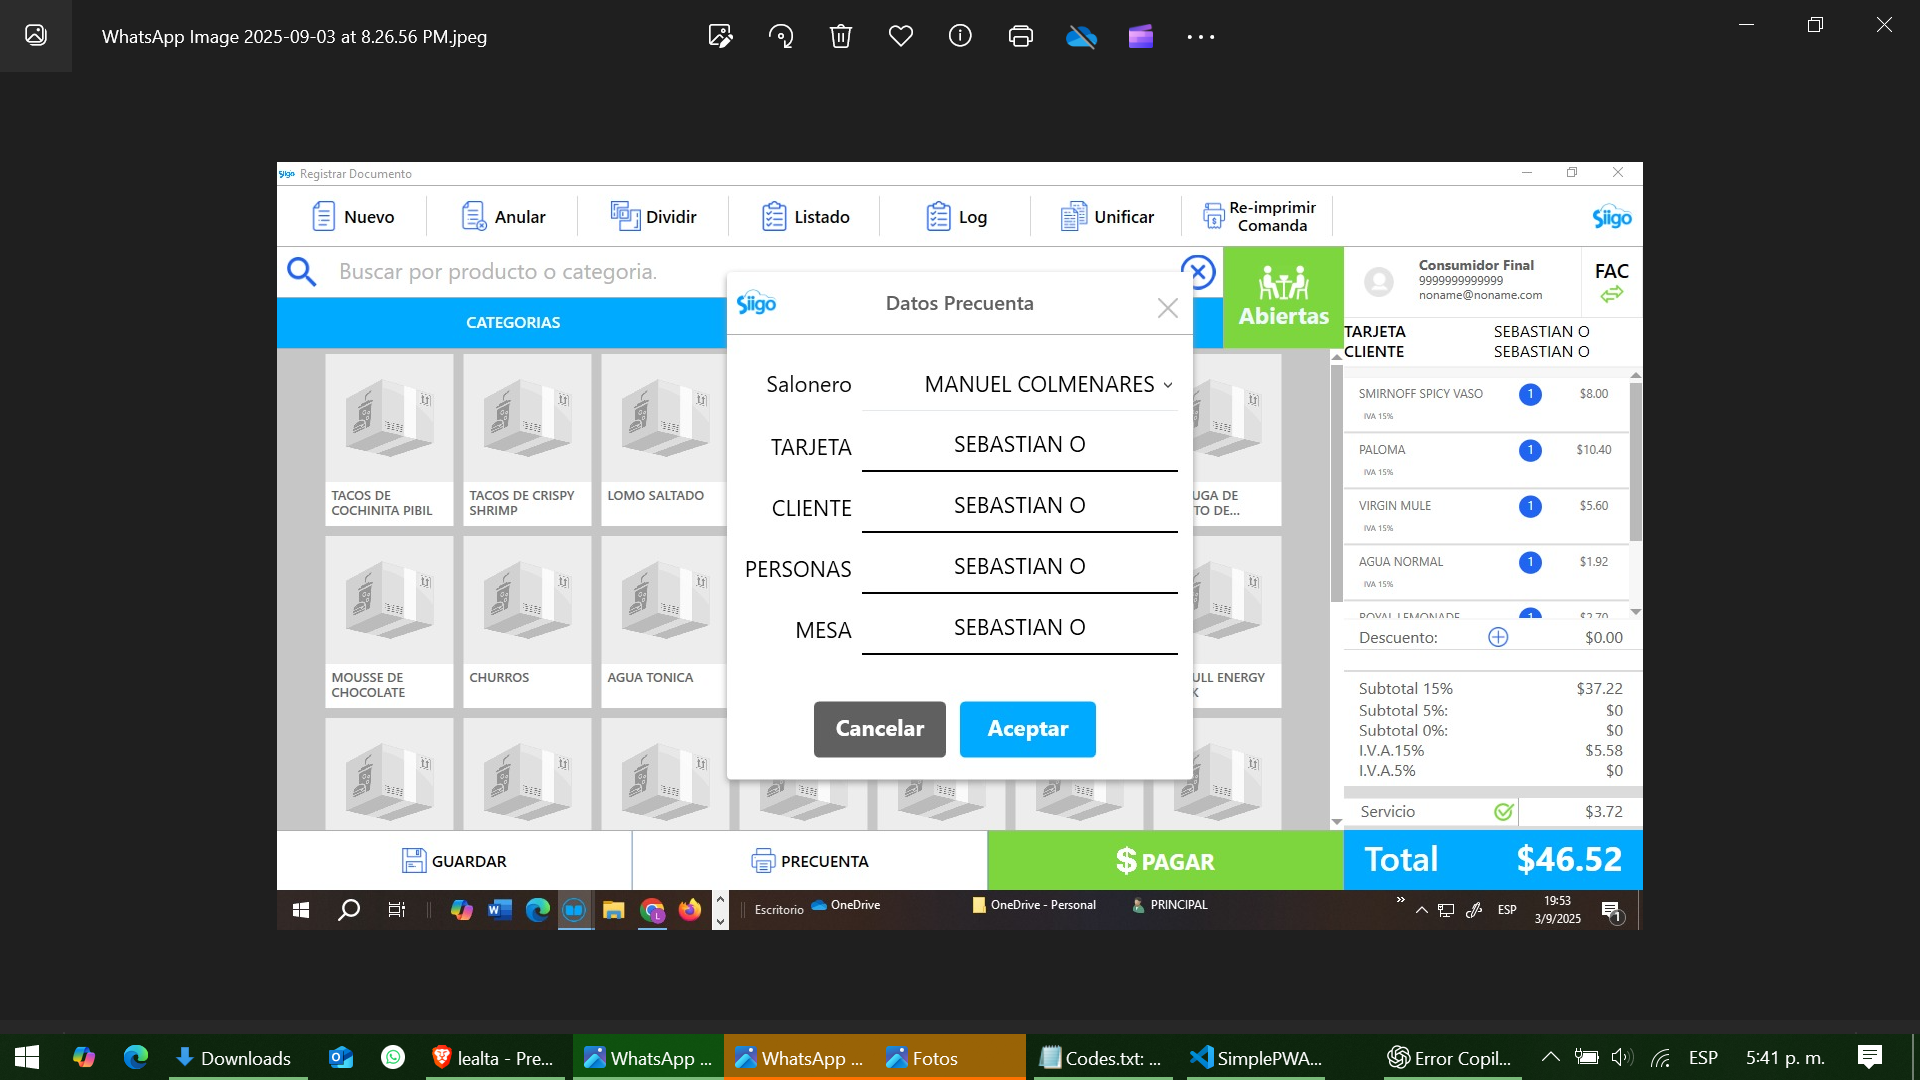 WhatsApp Image 2025-09-03 at 8.26.56 PM.jpeg
Siigo Registrar Documento
Nuevo
Anular
Dividir
Listado
Log
Unificar
Re-imprimir
Comanda
Siigo
Buscar por producto o categoria.
CATEGORIAS
Abiertas
Consumidor Final
9999999999999
noname@noname.com
FAC
TARJETA SEBASTIAN O
CLIENTE SEBASTIAN O
Siigo
Datos Precuenta
Salonero MANUEL COLMENARES
TARJETA SEBASTIAN O
CLIENTE SEBASTIAN O
PERSONAS SEBASTIAN O
MESA SEBASTIAN O
Cancelar
Aceptar
TACOS DE
COCHINITA PIBIL
TACOS DE CRISPY
SHRIMP
LOMO SALTADO
UGA DE
TO DE...
MOUSSE DE
CHOCOLATE
CHURROS
AGUA TONICA
ULL ENERGY
K
SMIRNOFF SPICY VASO 1 $8.00
IVA 15%
PALOMA 1 $10.40
IVA 15%
VIRGIN MULE 1 $5.60
IVA 15%
AGUA NORMAL 1 $1.92
IVA 15%
ROYAL LEMONADE 1 $2.70
Descuento: $0.00
Subtotal 15% $37.22
Subtotal 5%: $0
Subtotal 0%: $0
I.V.A.15% $5.58
I.V.A.5% $0
Servicio $3.72
GUARDAR
PRECUENTA
$ PAGAR
Total $46.52
Escritorio
OneDrive
OneDrive - Personal
PRINCIPAL
ESP
19:53
3/9/2025
1
Downloads
lealta - Pre...
WhatsApp ...
WhatsApp ...
Fotos
Codes.txt: ...
SimplePWA...
Error Copil...
ESP
5:41 p. m.